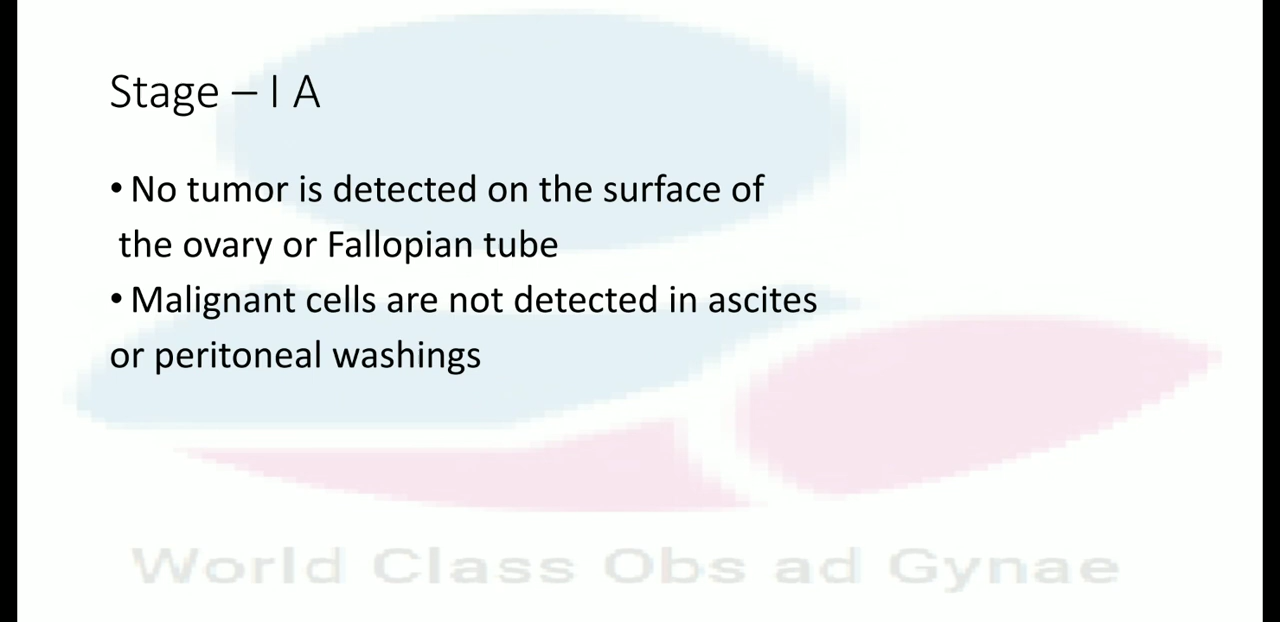 Stage – I A
• No tumor is detected on the surface of
the ovary or Fallopian tube
• Malignant cells are not detected in ascites
or peritoneal washings
World Class Obs ad Gynae